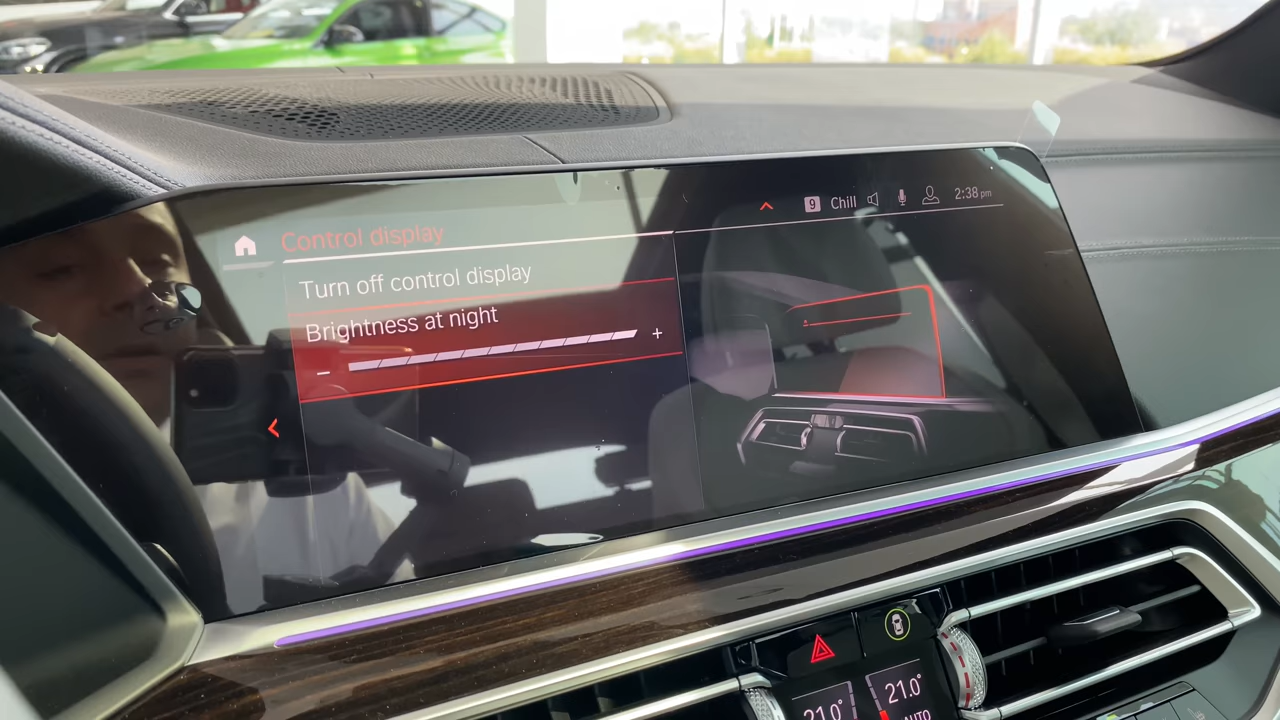 9 Chill 2:38 pm
Control display
Turn off control display
Brightness at night
- +
21.0°
21.0°
AUTO